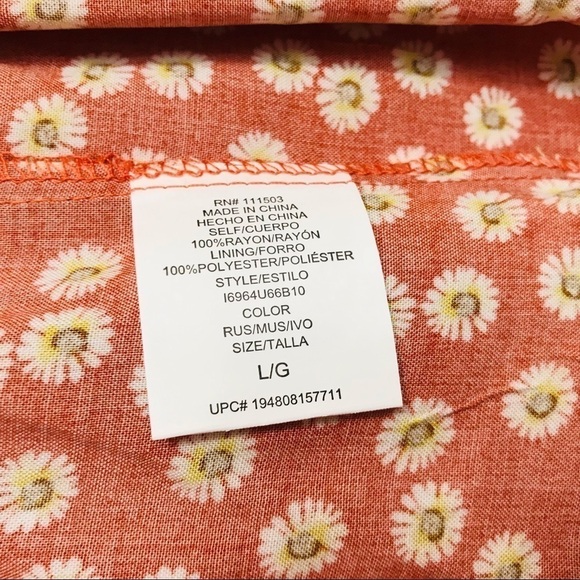 RN# 111503
MADE IN CHINA
HECHO EN CHINA
SELF/CUERPO
100%RAYON/RAYÓN
LINING/FORRO
100%POLYESTER/POLIÉSTER
STYLE/ESTILO
I6964U66B10
COLOR
RUS/MUS/IVO
SIZE/TALLA
L/G
UPC# 194808157711